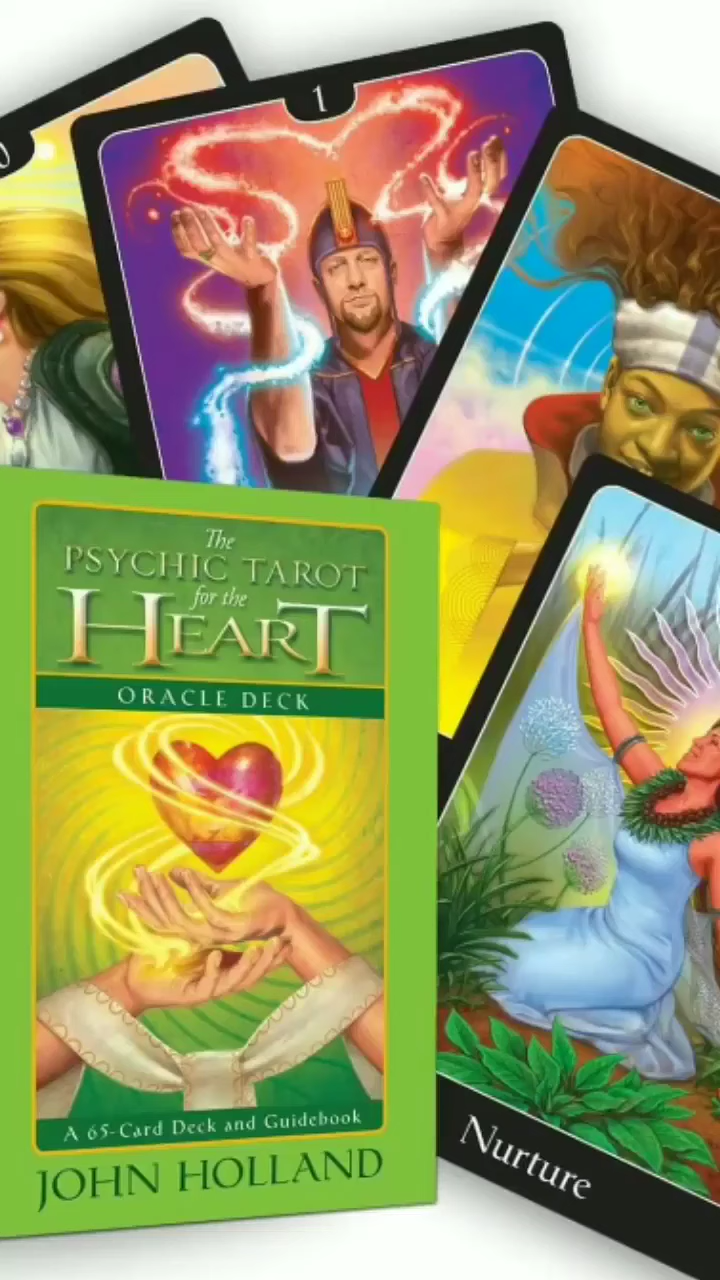 1
The
PSYCHIC TAROT
for the
HEART
ORACLE DECK
A 65-Card Deck and Guidebook
JOHN HOLLAND
Nurture